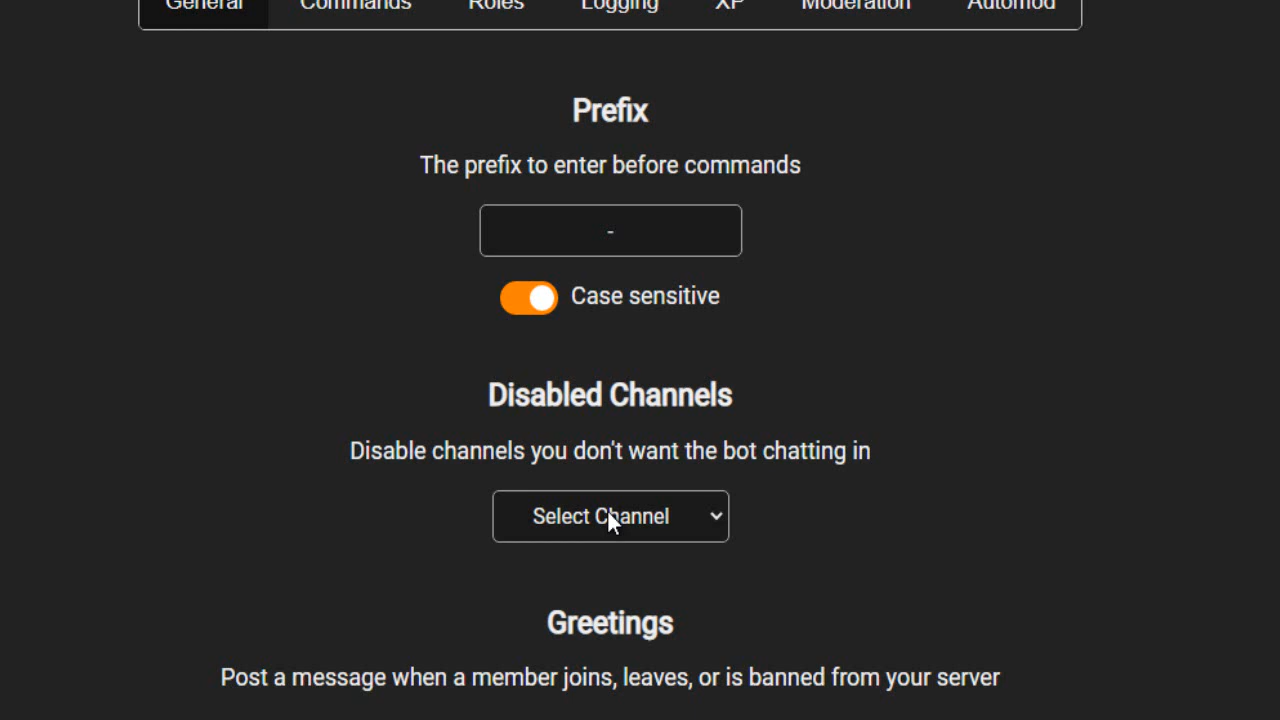 General Commands Roles Logging XP Moderation Automod
Prefix
The prefix to enter before commands
-
Case sensitive
Disabled Channels
Disable channels you don't want the bot chatting in
Select Channel
Greetings
Post a message when a member joins, leaves, or is banned from your server